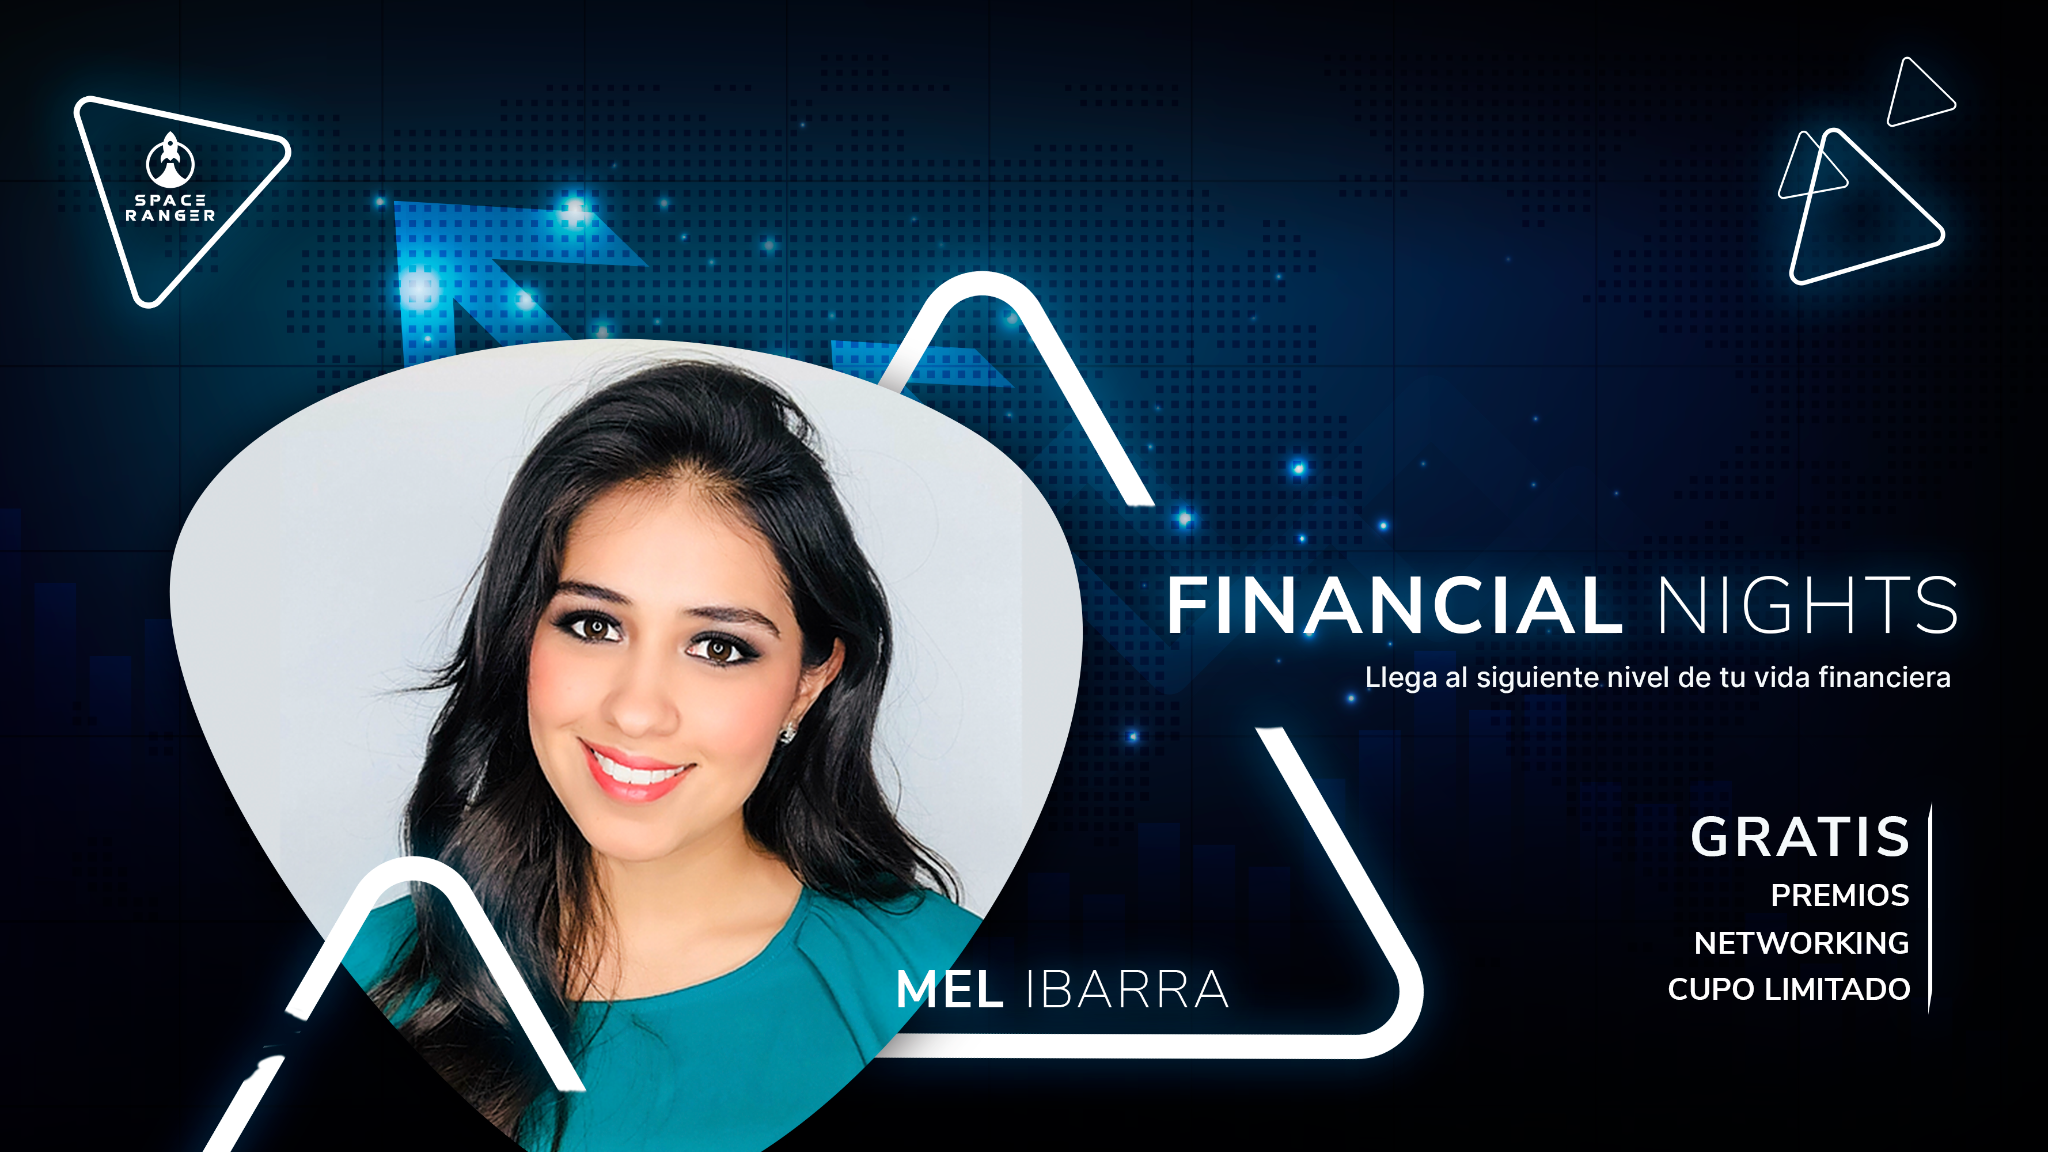 SPACE
RANGER
FINANCIAL NIGHTS
Llega al siguiente nivel de tu vida financiera
GRATIS
PREMIOS
NETWORKING
CUPO LIMITADO
MEL IBARRA